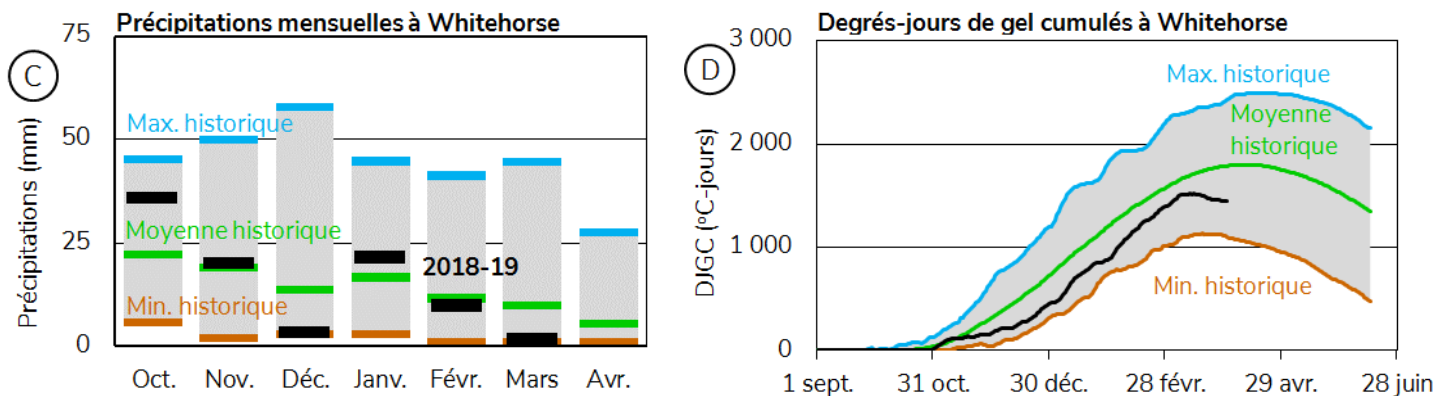 C
Précipitations mensuelles à Whitehorse
Précipitations (mm)
75
50
25
0
Max. historique
Moyenne historique
2018-19
Min. historique
Oct. Nov. Déc. Janv. Févr. Mars Avr.
D
Degrés-jours de gel cumulés à Whitehorse
DJGC (ºC-jours)
3 000
2 000
1 000
0
Max. historique
Moyenne
historique
Min. historique
1 sept. 31 oct. 30 déc. 28 févr. 29 avr. 28 juin